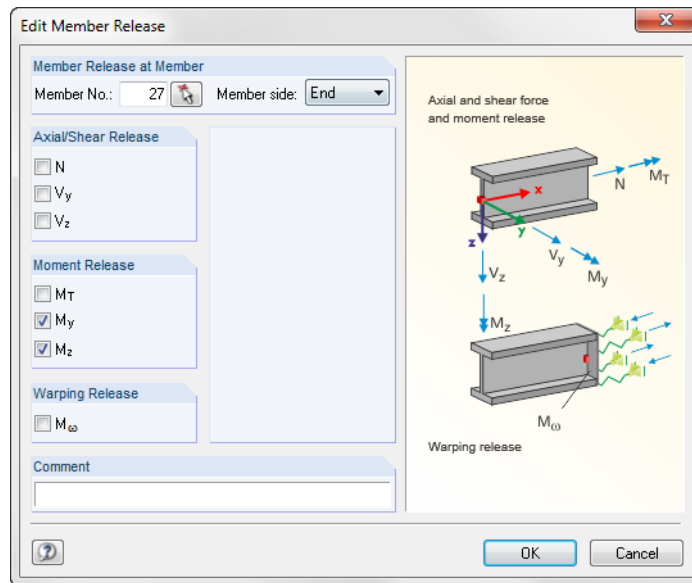 Edit Member Release
x
Member Release at Member
Member No.: 27 Member side: End
Axial/Shear Release
N
Vy
Vz
Moment Release
MT
My
Mz
Warping Release
Mω
Comment
Axial and shear force
and moment release
x
N MT
y
z
Vy
My
Vz
Mz
Mω
Warping release
?
OK Cancel